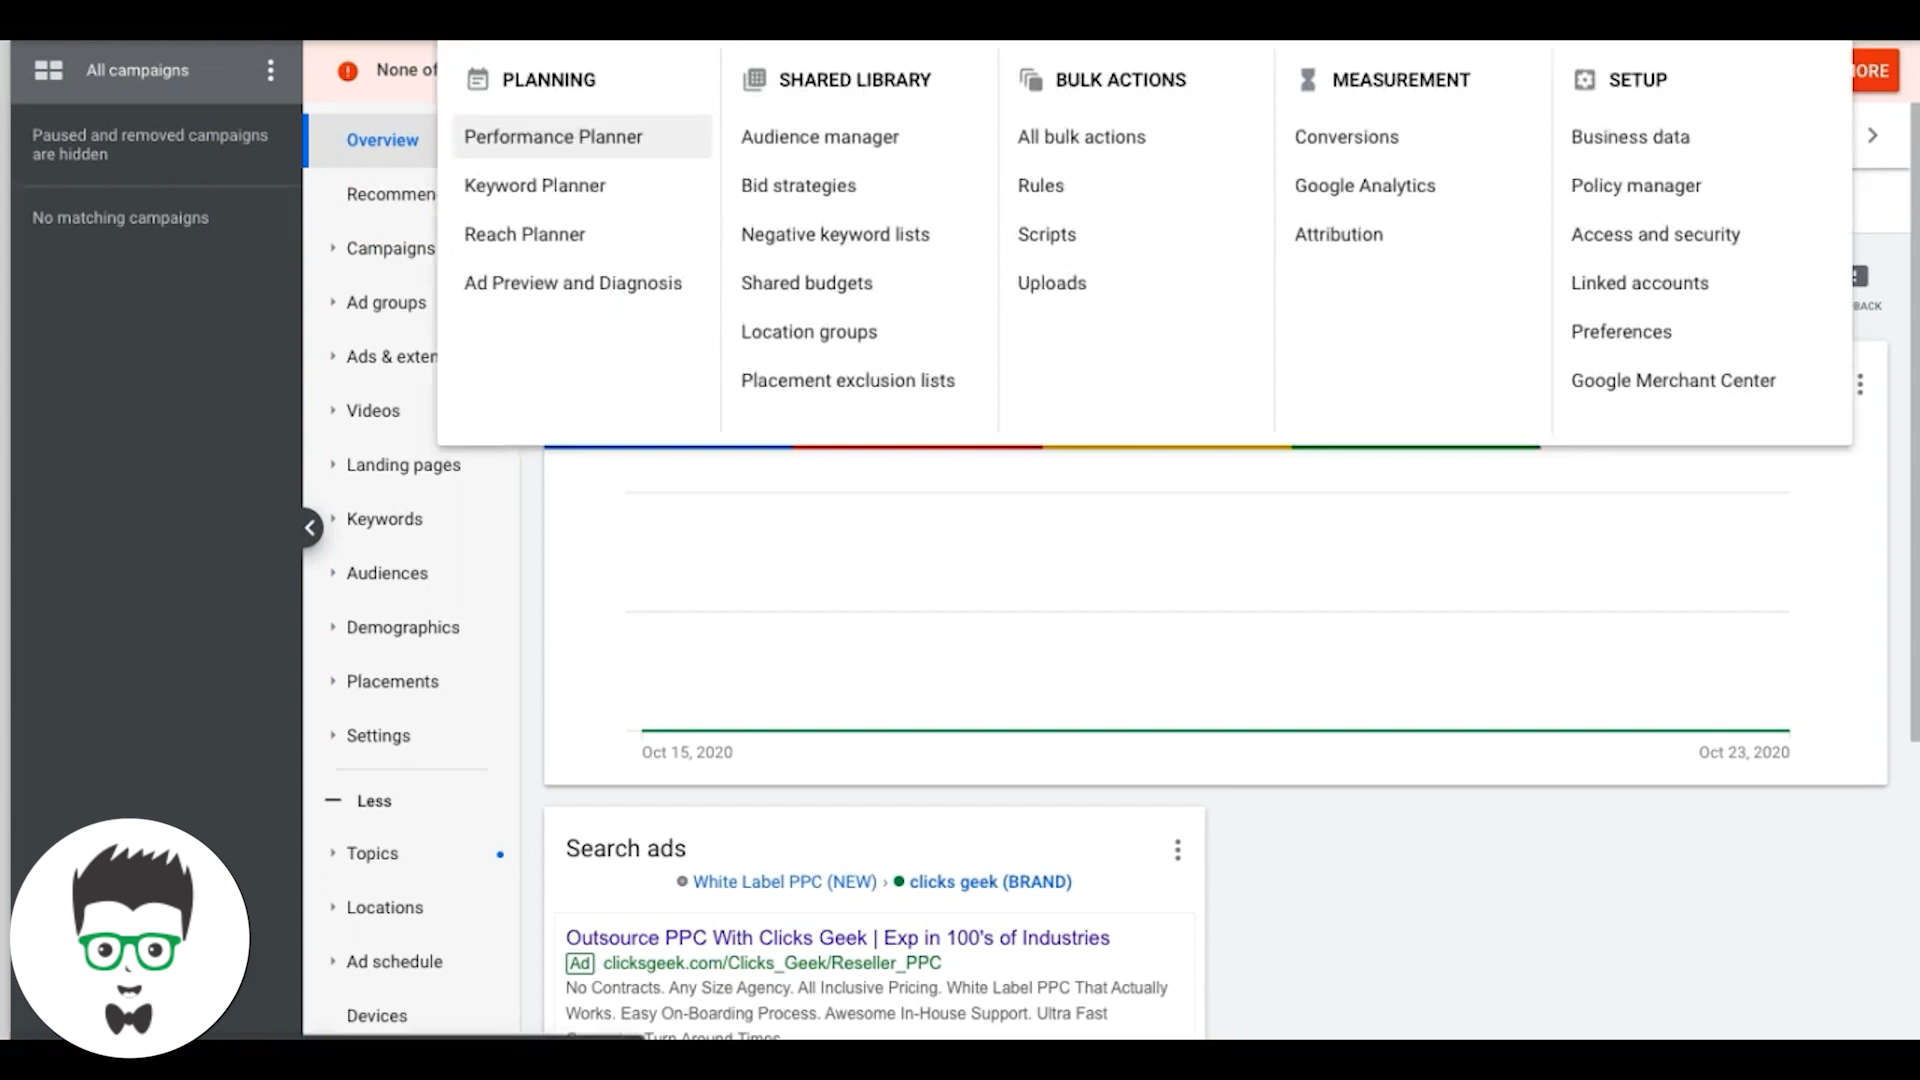 All campaigns
Paused and removed campaigns
are hidden
No matching campaigns
None of
Overview
Recommen
Campaigns
Ad groups
Ads & exten
Videos
Landing pages
Keywords
Audiences
Demographics
Placements
Settings
Less
Topics
Locations
Ad schedule
Devices
PLANNING
Performance Planner
Keyword Planner
Reach Planner
Ad Preview and Diagnosis
SHARED LIBRARY
Audience manager
Bid strategies
Negative keyword lists
Shared budgets
Location groups
Placement exclusion lists
BULK ACTIONS
All bulk actions
Rules
Scripts
Uploads
MEASUREMENT
Conversions
Google Analytics
Attribution
SETUP
Business data
Policy manager
Access and security
Linked accounts
Preferences
Google Merchant Center
ORE
BACK
Oct 15, 2020
Oct 23, 2020
Search ads
White Label PPC (NEW) › clicks geek (BRAND)
Outsource PPC With Clicks Geek | Exp in 100's of Industries
Ad clicksgeek.com/Clicks_Geek/Reseller_PPC
No Contracts. Any Size Agency. All Inclusive Pricing. White Label PPC That Actually
Works. Easy On-Boarding Process. Awesome In-House Support. Ultra Fast
Turn Around Times